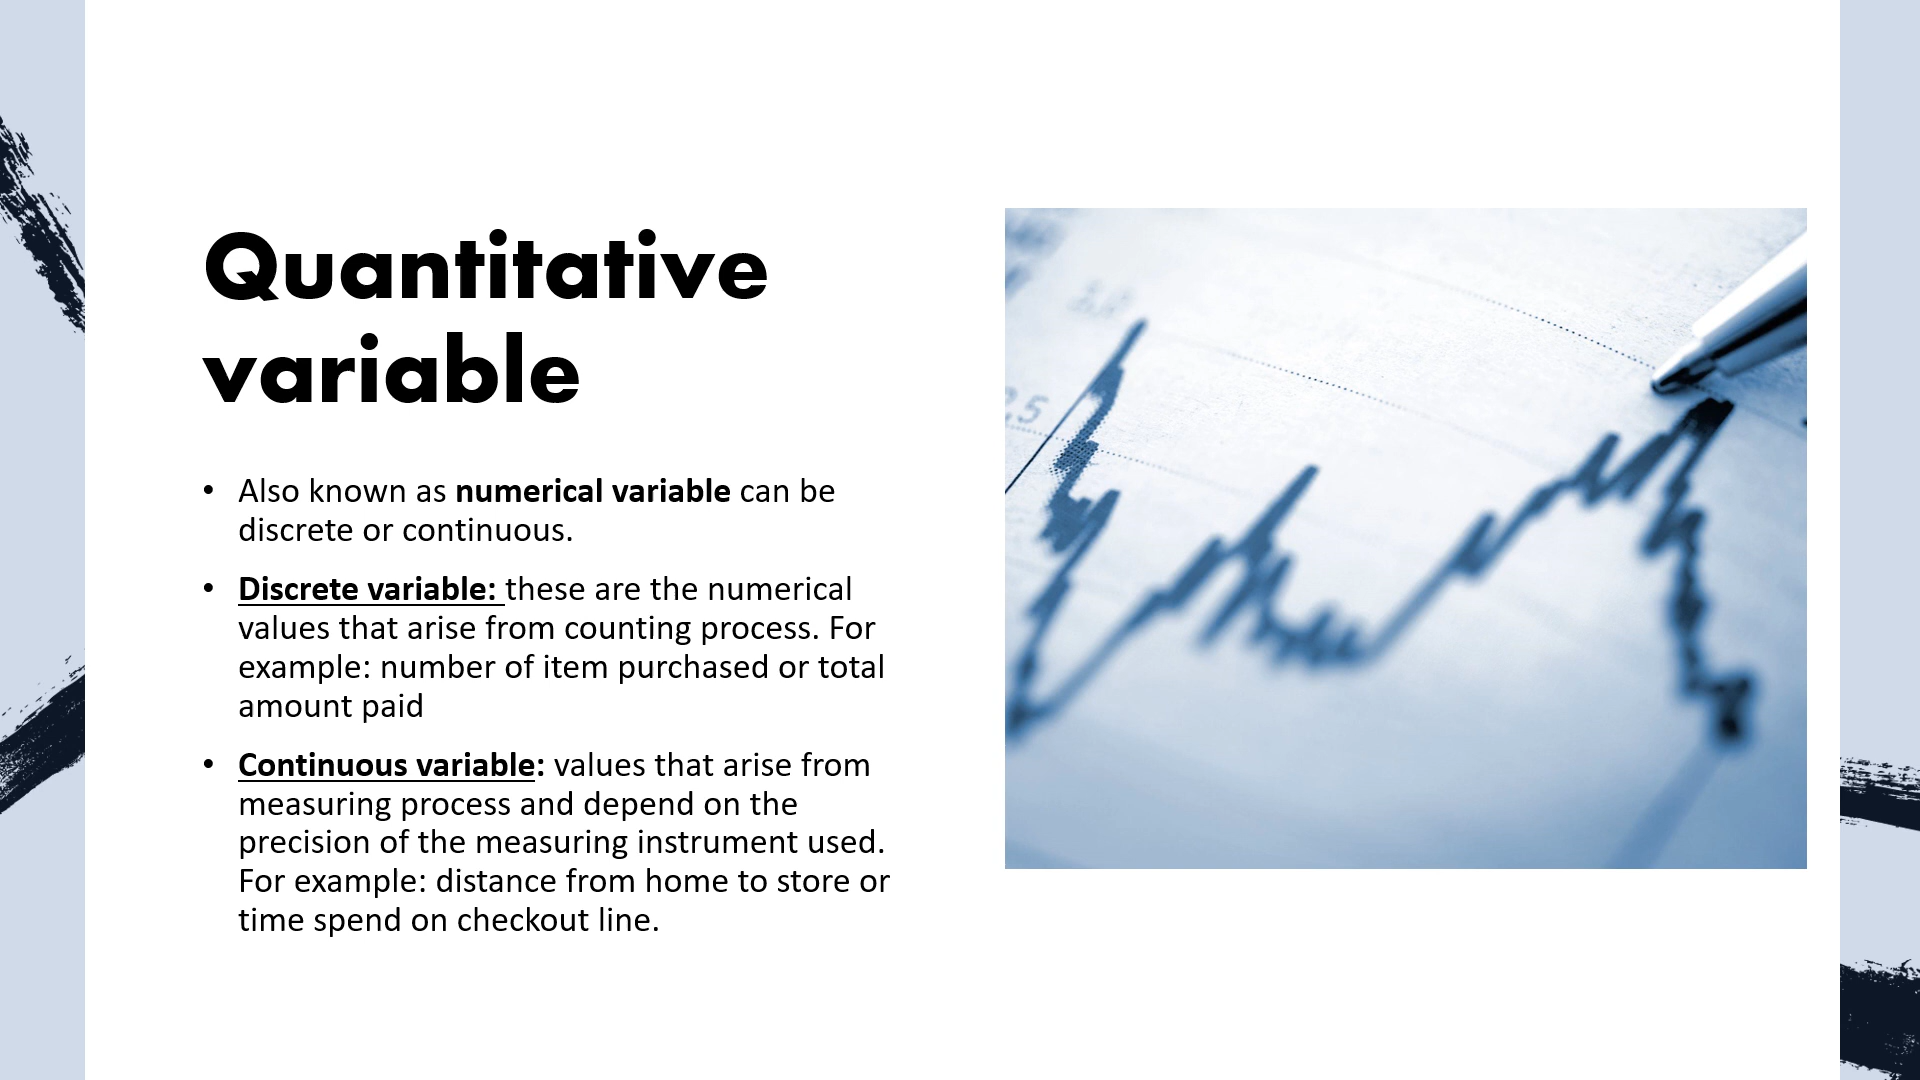 Quantitative
variable
• Also known as numerical variable can be
discrete or continuous.
• Discrete variable: these are the numerical
values that arise from counting process. For
example: number of item purchased or total
amount paid
• Continuous variable: values that arise from
measuring process and depend on the
precision of the measuring instrument used.
For example: distance from home to store or
time spend on checkout line.